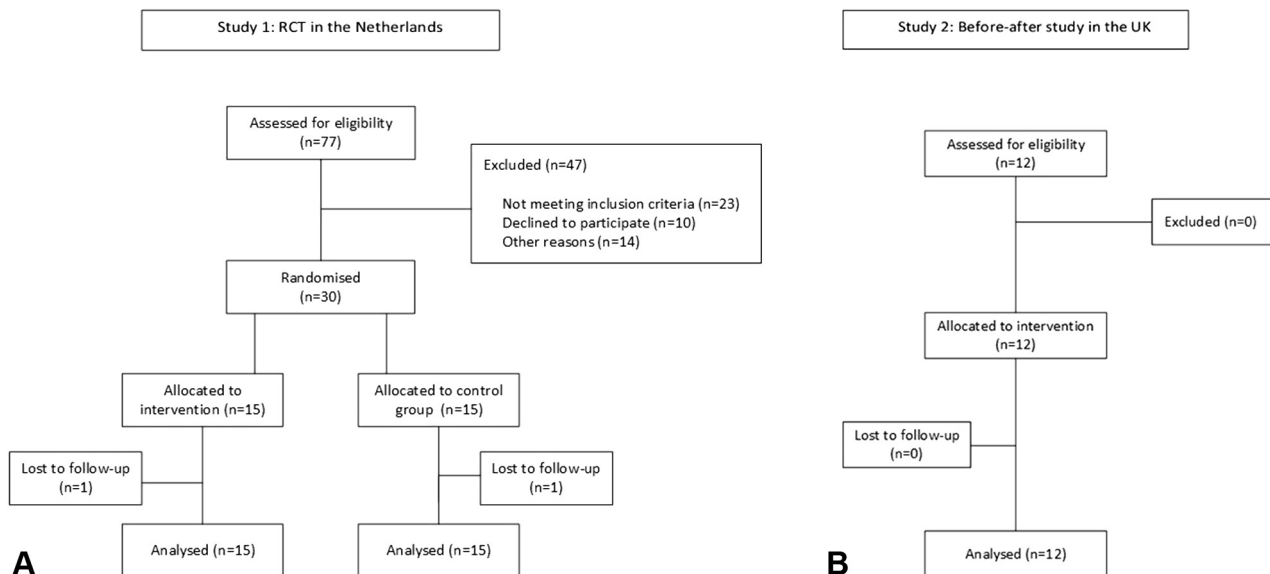 Study 1: RCT in the Netherlands
Assessed for eligibility
(n=77)
Excluded (n=47)
Not meeting inclusion criteria (n=23)
Declined to participate (n=10)
Other reasons (n=14)
Randomised
(n=30)
Allocated to
intervention (n=15)
Allocated to control
group (n=15)
Lost to follow-up
(n=1)
Lost to follow-up
(n=1)
Analysed (n=15)
Analysed (n=15)
A
Study 2: Before-after study in the UK
Assessed for eligibility
(n=12)
Excluded (n=0)
Allocated to intervention
(n=12)
Lost to follow-up
(n=0)
Analysed (n=12)
B